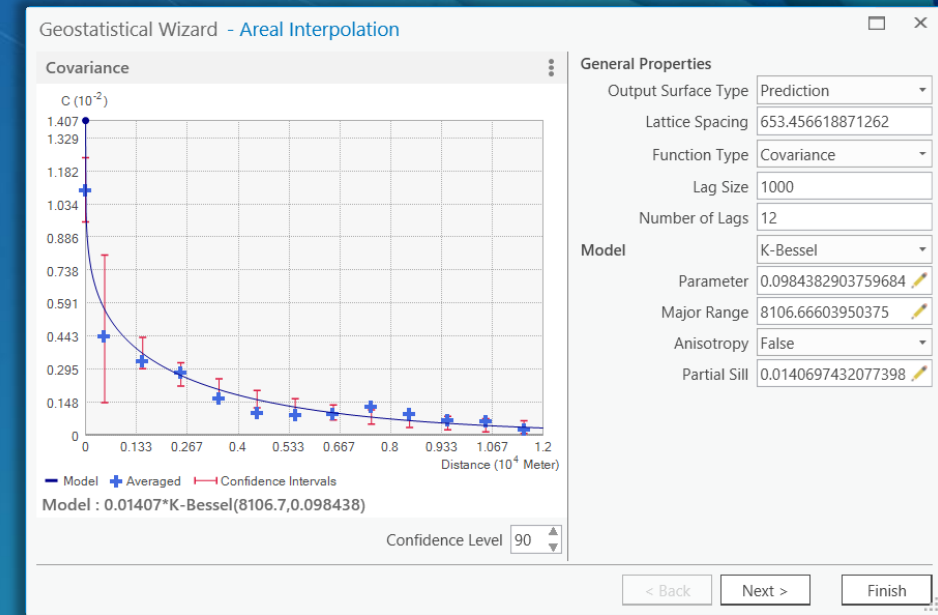 Geostatistical Wizard - Areal Interpolation
Covariance
C (10-2)
1.407
1.329
1.182
1.034
0.886
0.738
0.591
0.443
0.295
0.148
0
0 0.133 0.267 0.4 0.533 0.667 0.8 0.933 1.067 1.2
Distance (104 Meter)
Model Averaged Confidence Intervals
Model : 0.01407*K-Bessel(8106.7,0.098438)
Confidence Level 90
General Properties
Output Surface Type Prediction
Lattice Spacing 653.456618871262
Function Type Covariance
Lag Size 1000
Number of Lags 12
Model K-Bessel
Parameter 0.0984382903759684
Major Range 8106.66603950375
Anisotropy False
Partial Sill 0.0140697432077398
< Back Next > Finish